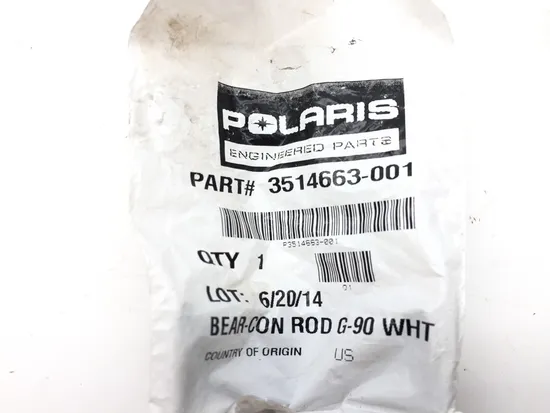 POLARIS
ENGINEERED PARTS
PART# 3514663-001
P3514663-001
QTY 1
Q1
LOT: 6/20/14
BEAR-CON ROD G-90 WHT
COUNTRY OF ORIGIN US